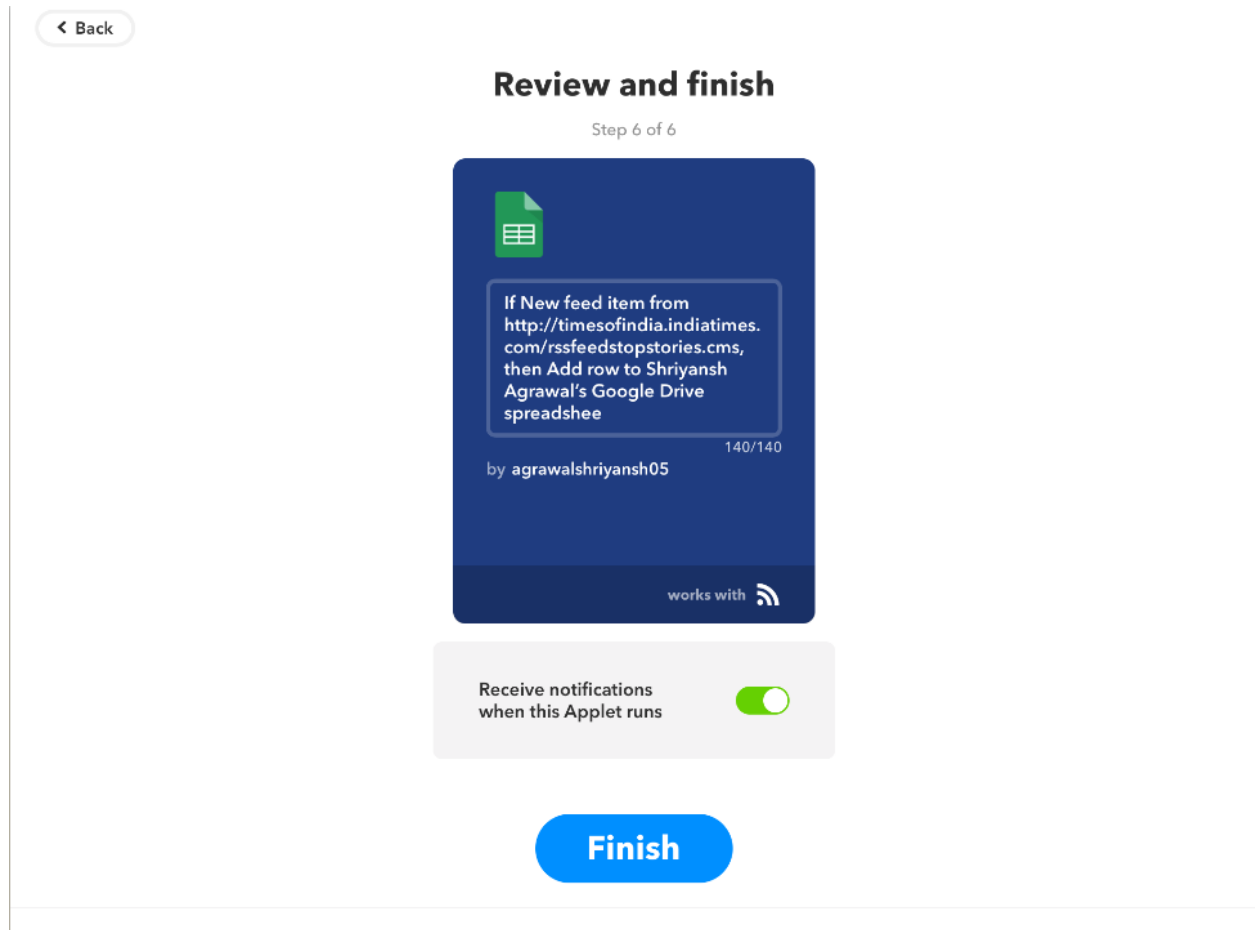 Back
Review and finish
Step 6 of 6
If New feed item from
http://timesofindia.indiatimes.
com/rssfeedstopstories.cms,
then Add row to Shriyansh
Agrawal's Google Drive
spreadshee
140/140
by agrawalshriyansh05
works with
Receive notifications
when this Applet runs
Finish